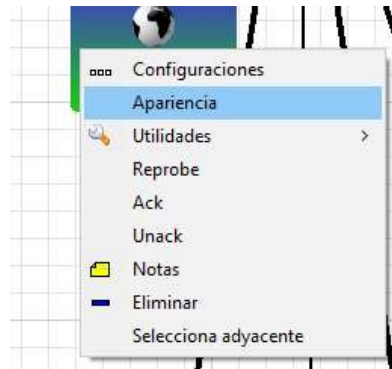 Configuraciones
Apariencia
Utilidades
Reprobe
Ack
Unack
Notas
Eliminar
Selecciona adyacente